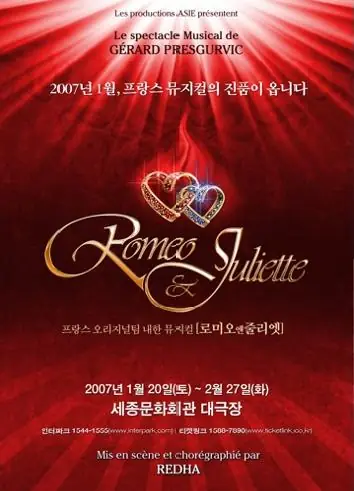 Les productions ASIE présentent
Le spectacle Musical de
GÉRARD PRESGURVIC
2007년 1월, 프랑스 뮤지컬의 진품이 옵니다
Romeo & Juliette
프랑스 오리지널팀 내한 뮤지컬 [로미오앤줄리엣]
2007년 1월 20일(토) ~ 2월 27일(화)
세종문화회관 대극장
인터파크 1544-1555(www.interpark.com) | 티켓링크 1588-7890(www.ticketlink.co.kr)
Mis en scène et chorégraphié par
REDHA